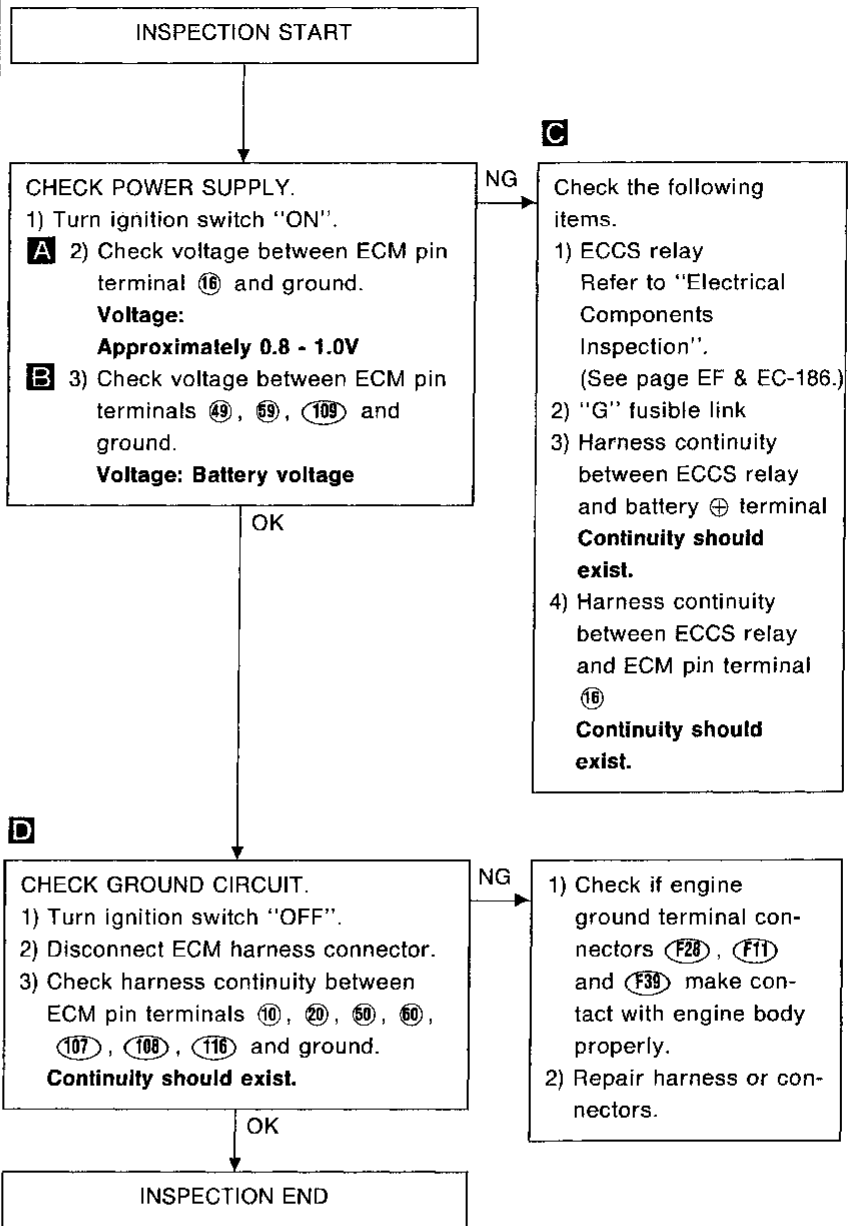 INSPECTION START
CHECK POWER SUPPLY.
1) Turn ignition switch "ON".
A 2) Check voltage between ECM pin
terminal ⑯ and ground.
Voltage:
Approximately 0.8 - 1.0V
B 3) Check voltage between ECM pin
terminals 49, 59, 109 and
ground.
Voltage: Battery voltage
NG
C
Check the following
items.
1) ECCS relay
Refer to "Electrical
Components
Inspection".
(See page EF & EC-186.)
2) "G" fusible link
3) Harness continuity
between ECCS relay
and battery ⊕ terminal
Continuity should
exist.
4) Harness continuity
between ECCS relay
and ECM pin terminal
⑯
Continuity should
exist.
OK
D
CHECK GROUND CIRCUIT.
1) Turn ignition switch "OFF".
2) Disconnect ECM harness connector.
3) Check harness continuity between
ECM pin terminals ⑩, ⑳, 50, 60,
107, 108, 116 and ground.
Continuity should exist.
NG
1) Check if engine
ground terminal con-
nectors F28, F11
and F39 make con-
tact with engine body
properly.
2) Repair harness or con-
nectors.
OK
INSPECTION END